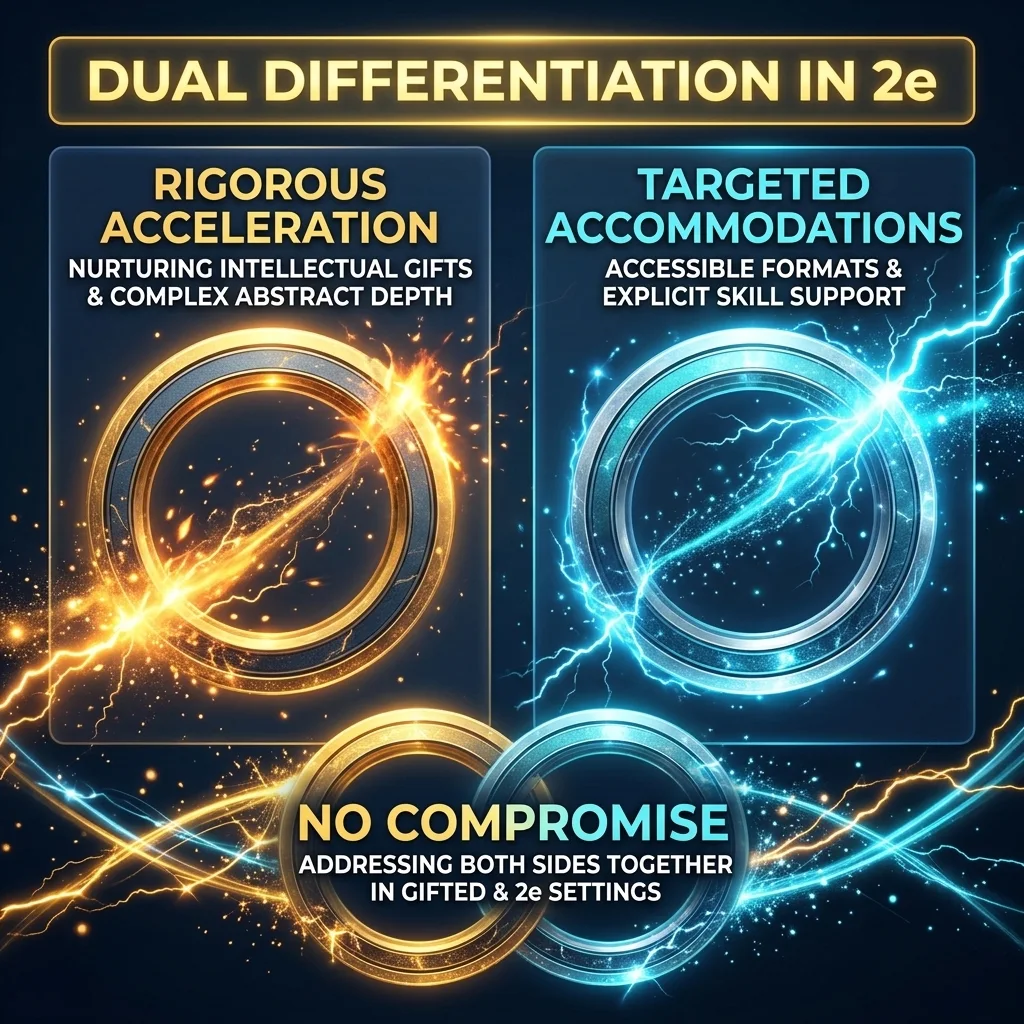 DUAL DIFFERENTIATION IN 2e
RIGOROUS
ACCELERATION
NURTURING INTELLECTUAL GIFTS
& COMPLEX ABSTRACT DEPTH
TARGETED
ACCOMMODATIONS
ACCESSIBLE FORMATS &
EXPLICIT SKILL SUPPORT
NO COMPROMISE
ADDRESSING BOTH SIDES TOGETHER
IN GIFTED & 2e SETTINGS